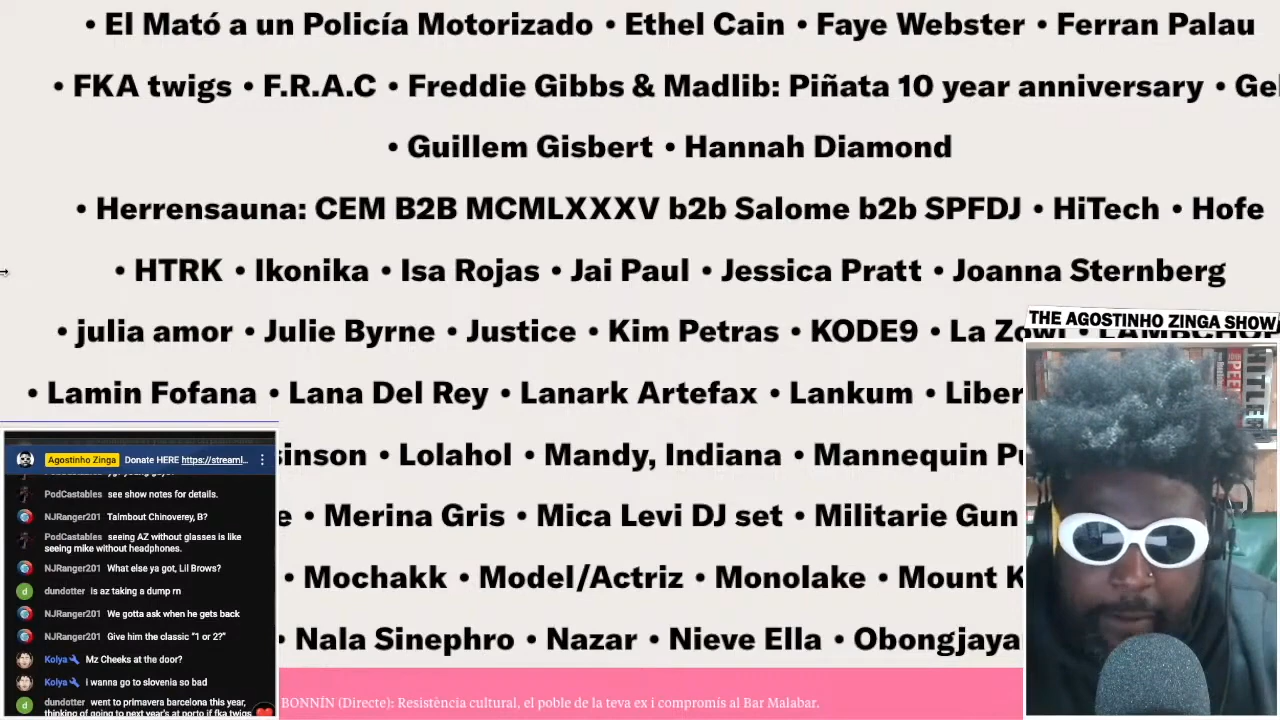 • El Mató a un Policía Motorizado • Ethel Cain • Faye Webster • Ferran Palau
• FKA twigs • F.R.A.C • Freddie Gibbs & Madlib: Piñata 10 year anniversary •
• Guillem Gisbert • Hannah Diamond
• Herrensauna: CEM B2B MCMLXXXV b2b Salome b2b SPFDJ • HiTech • Hofe
• HTRK • Ikonika • Isa Rojas • Jai Paul • Jessica Pratt • Joanna Sternberg
• julia amor • Julie Byrne • Justice • Kim Petras • KODE9 • La Zowi • LAMBCHOP
• Lamin Fofana • Lana Del Rey • Lanark Artefax • Lankum •
• Lolahol • Mandy, Indiana • Mannequin
• Merina Gris • Mica Levi DJ set • Militarie Gun
• Mochakk • Model/Actriz • Monolake • Mount
• Nala Sinephro • Nazar • Nieve Ella • Obongjaya
BONNÍN (Directe): Resistència cultural, el poble de teva ex i compromís al Bar Malabar.
THE AGOSTINHO ZINGA SHOW
HITLER
Agostinho Zinga Donate HERE https://streaml...
PodCastables see show notes for details.
NJRanger201 Talmbout Chinoverey, B?
PodCastables seeing AZ without glasses is like
seeing mike without headphones.
NJRanger201 What else ya got, Lil Brows?
dundotter is az taking a dump rn
NJRanger201 We gotta ask when he gets back
NJRanger201 Give him the classic "1 or 2?"
Kolya Mz Cheeks at the door?
Kolya i wanna go to slovenia so bad
dundotter went to primavera barcelona this year,
thinking of going to next year's at porto if fka twigs